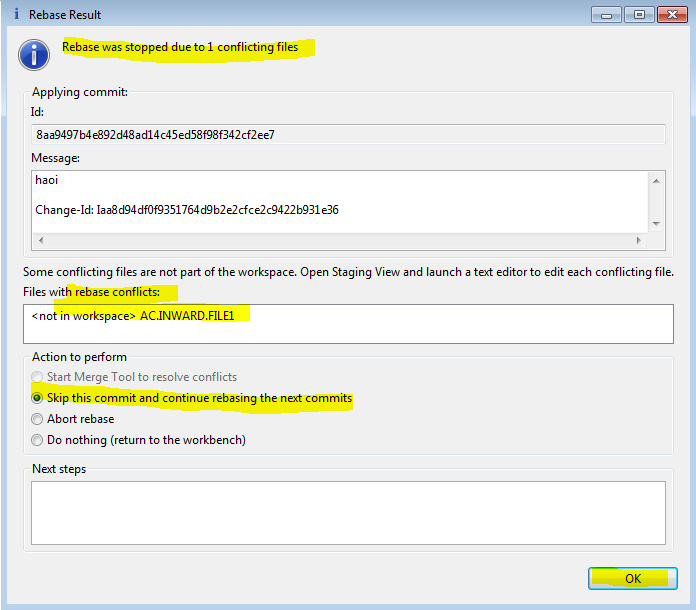 Rebase Result
Rebase was stopped due to 1 conflicting files
Applying commit:
Id:
8aa9497b4e892d48ad14c45ed58f98f342cf2ee7
Message:
haoi
Change-Id: Iaa8d94df0f9351764d9b2e2cfce2c9422b931e36
Some conflicting files are not part of the workspace. Open Staging View and launch a text editor to edit each conflicting file.
Files with rebase conflicts:
<not in workspace> AC.INWARD.FILE1
Action to perform
Start Merge Tool to resolve conflicts
Skip this commit and continue rebasing the next commits
Abort rebase
Do nothing (return to the workbench)
Next steps
OK